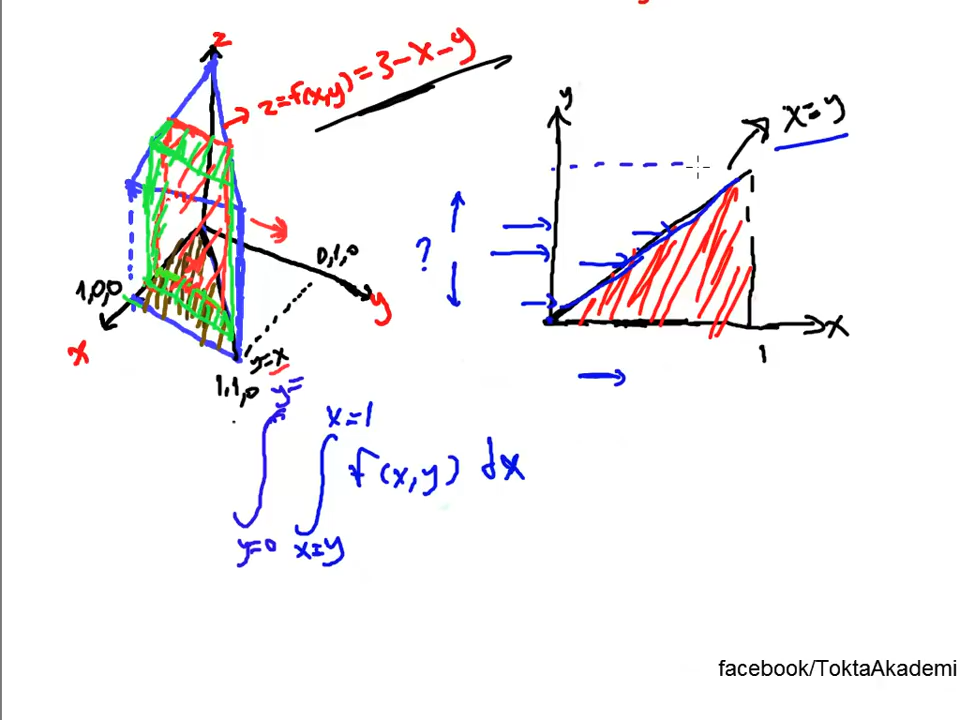 z
z=f(x,y)=3-x-y
y
x=y
0,1,0
?
1,0,0
y
x
x
y=x
1
1,1,0
y=
x=1
∫ ∫ f(x,y) dx
y=0 x=y
facebook/ToktaAkademi